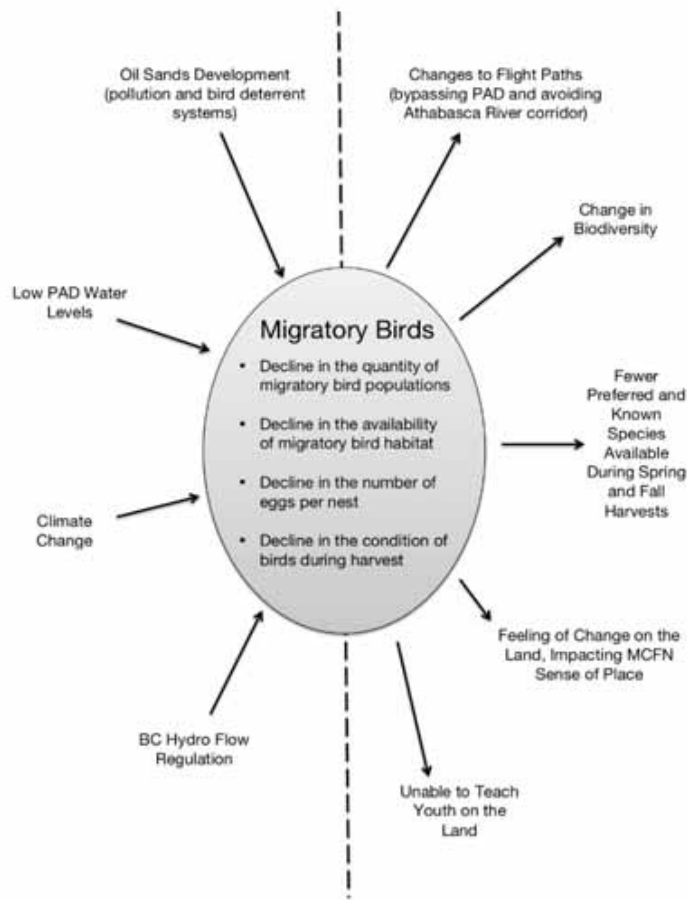 Oil Sands Development
(pollution and bird deterrent
systems)
Changes to Flight Paths
(bypassing PAD and avoiding
Athabasca River corridor)
Change in
Biodiversity
Low PAD Water
Levels
Migratory Birds
▪ Decline in the quantity of
migratory bird populations
▪ Decline in the availability
of migratory bird habitat
▪ Decline in the number of
eggs per nest
▪ Decline in the condition of
birds during harvest
Fewer
Preferred and
Known
Species
Available
During Spring
and Fall
Harvests
Climate
Change
Feeling of Change on the
Land, Impacting MCFN
Sense of Place
BC Hydro Flow
Regulation
Unable to Teach
Youth on the
Land